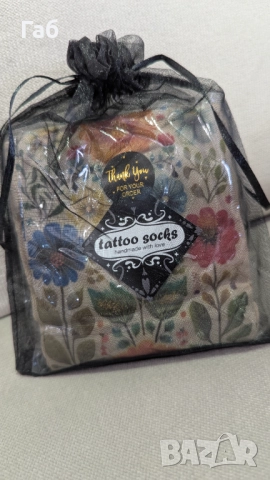 Габ
Thank You
FOR YOUR
ORDER
tattoo socks
handmade with love
BAZAR